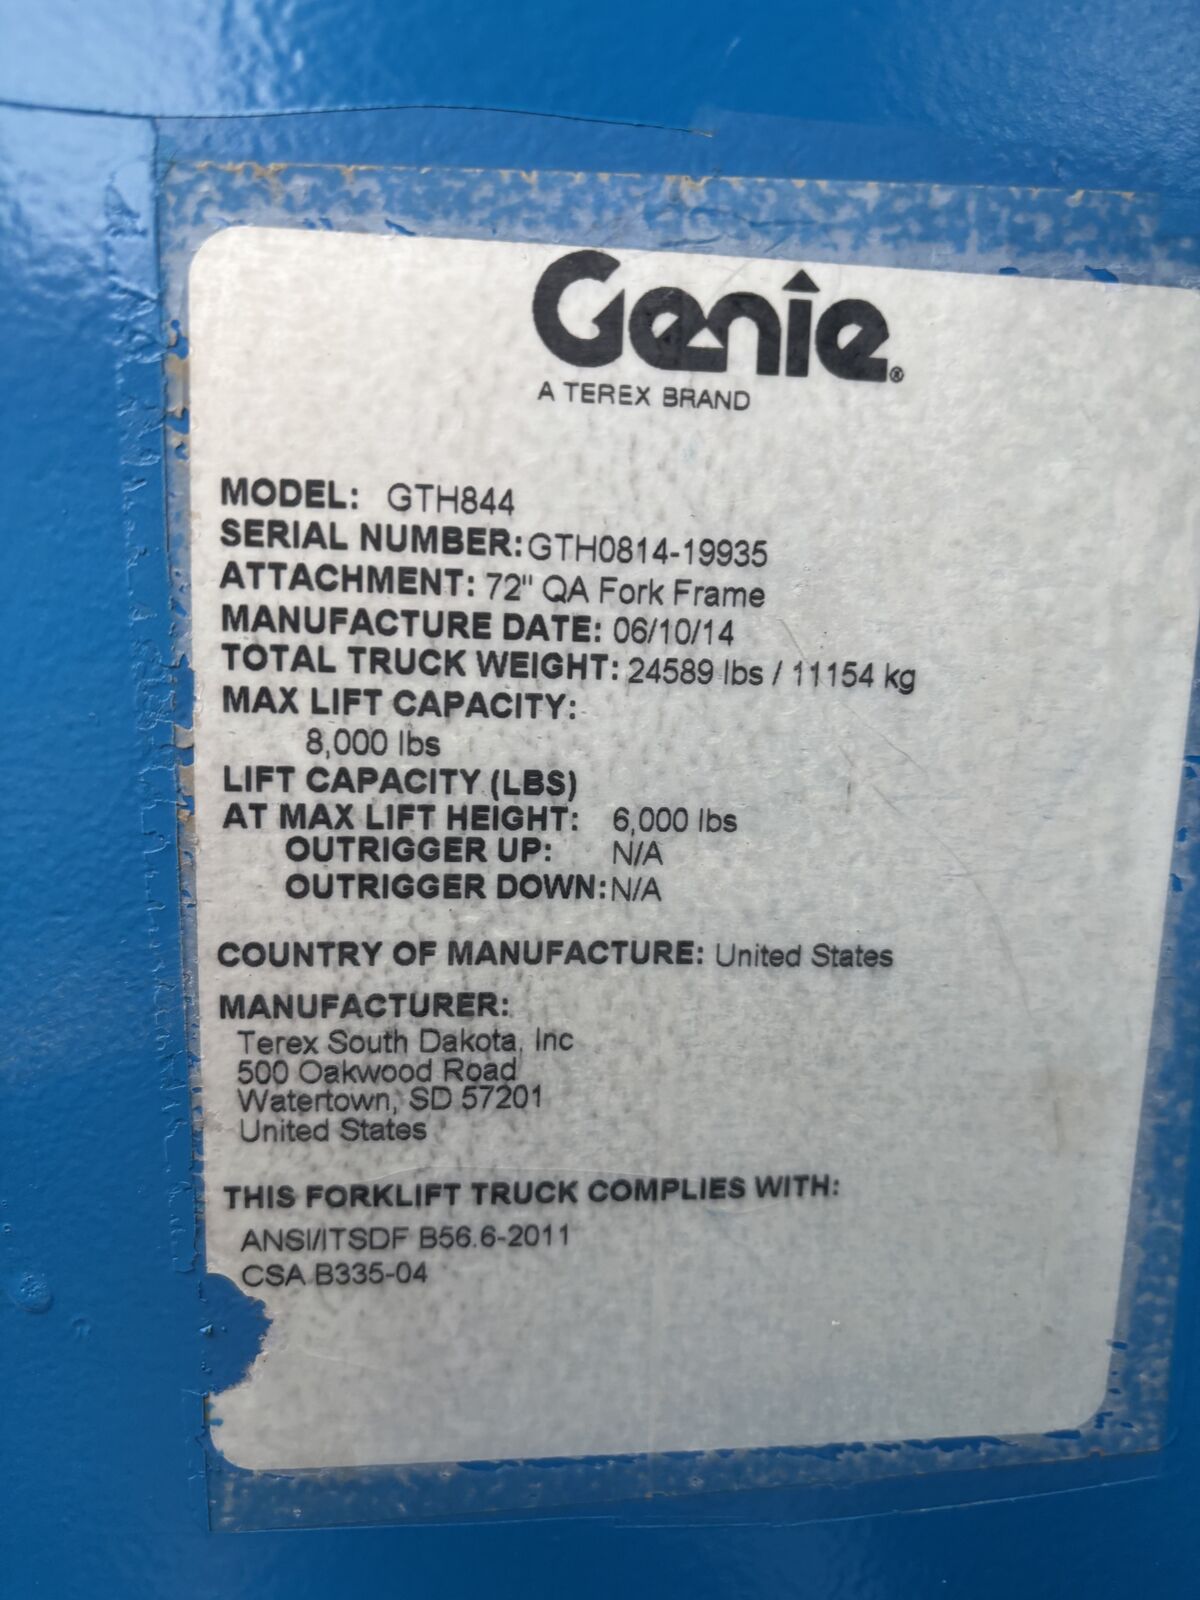 Genie®
A TEREX BRAND
MODEL: GTH844
SERIAL NUMBER: GTH0814-19935
ATTACHMENT: 72" QA Fork Frame
MANUFACTURE DATE: 06/10/14
TOTAL TRUCK WEIGHT: 24589 lbs / 11154 kg
MAX LIFT CAPACITY:
8,000 lbs
LIFT CAPACITY (LBS)
AT MAX LIFT HEIGHT: 6,000 lbs
OUTRIGGER UP: N/A
OUTRIGGER DOWN: N/A
COUNTRY OF MANUFACTURE: United States
MANUFACTURER:
Terex South Dakota, Inc
500 Oakwood Road
Watertown, SD 57201
United States
THIS FORKLIFT TRUCK COMPLIES WITH:
ANSI/ITSDF B56.6-2011
CSA B335-04